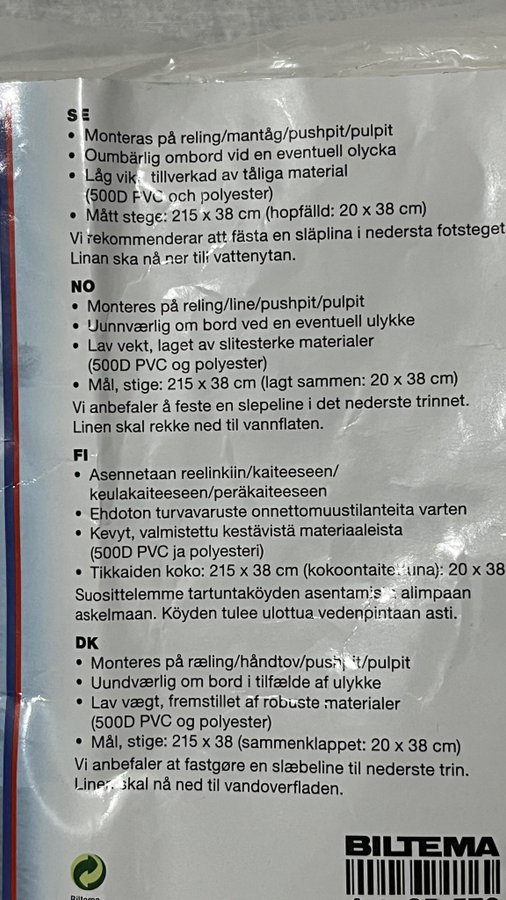 SE
• Monteras på reling/mantåg/pushpit/pulpit
• Oumbärlig ombord vid en eventuell olycka
• Låg vikt tillverkad av tåliga material
(500D PVC och polyester)
• Mått stege: 215 x 38 cm (hopfälld: 20 x 38 cm)
Vi rekommenderar att fästa en släplina i nedersta fotsteget
Linan ska nå ner till vattenytan.
NO
• Monteres på reling/line/pushpit/pulpit
• Uunnværlig om bord ved en eventuell ulykke
• Lav vekt, laget av slitesterke materialer
(500D PVC og polyester)
• Mål, stige: 215 x 38 cm (lagt sammen: 20 x 38 cm)
Vi anbefaler å feste en slepeline i det nederste trinnet.
Linen skal rekke ned til vannflaten.
FI
• Asennetaan reelinkiin/kaiteeseen/
keulakaiteeseen/peräkaiteeseen
• Ehdoton turvavaruste onnettomuustilanteita varten
• Kevyt, valmistettu kestävistä materiaaleista
(500D PVC ja polyesteri)
• Tikkaiden koko: 215 x 38 cm (kokoontaitettuna): 20 x 38
Suosittelemme tartuntaköyden asentamista alimpaan
askelmaan. Köyden tulee ulottua vedenpintaan asti.
DK
• Monteres på ræling/håndtov/pushpit/pulpit
• Uundværlig om bord i tilfælde af ulykke
• Lav vægt, fremstillet af robuste materialer
(500D PVC og polyester)
• Mål, stige: 215 x 38 (sammenklappet: 20 x 38 cm)
Vi anbefaler at fastgøre en slæbeline til nederste trin.
Linen skal nå ned til vandoverfladen.
BILTEMA
Biltema